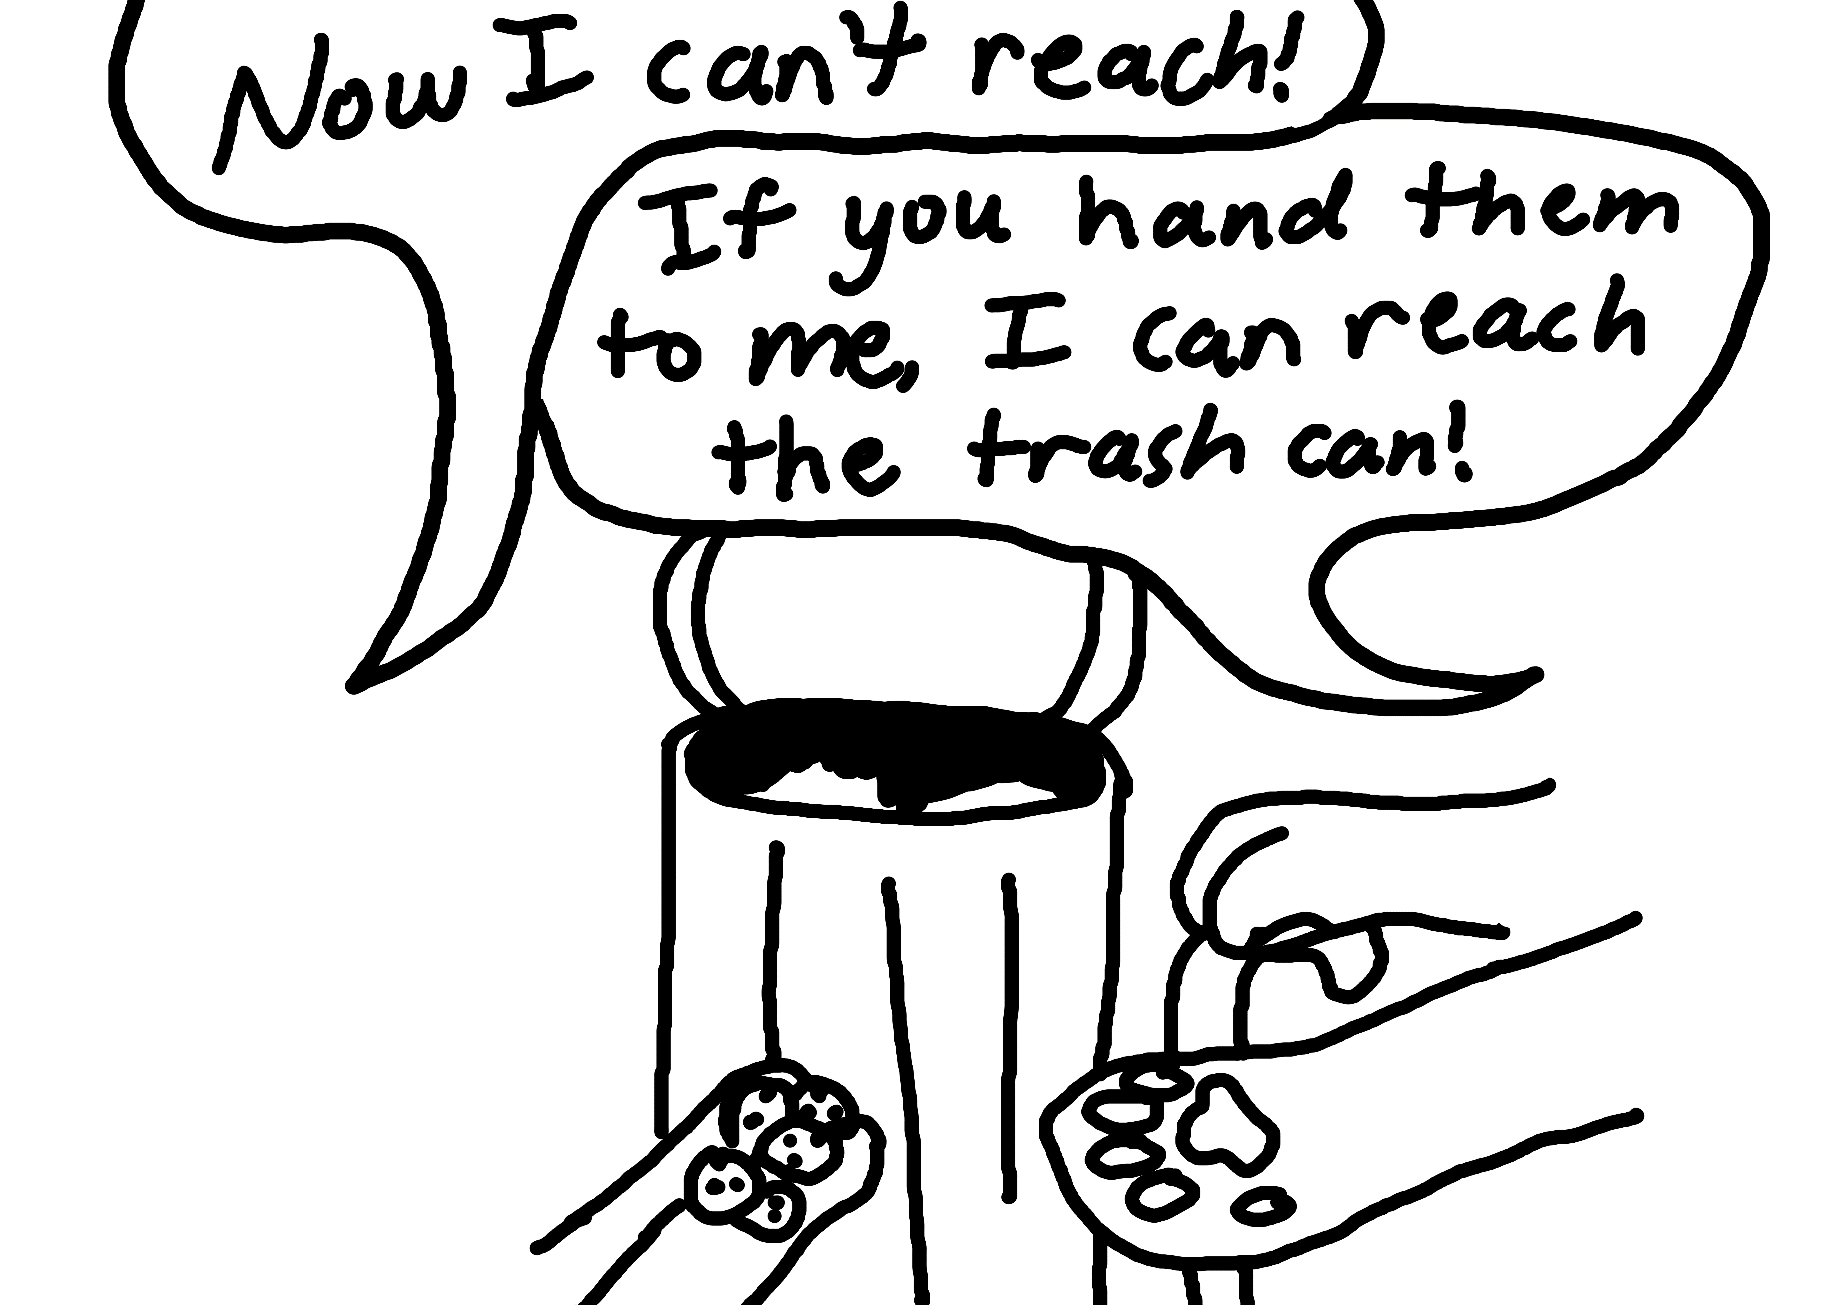 Now I can't reach!
If you hand them
to me, I can reach
the trash can!